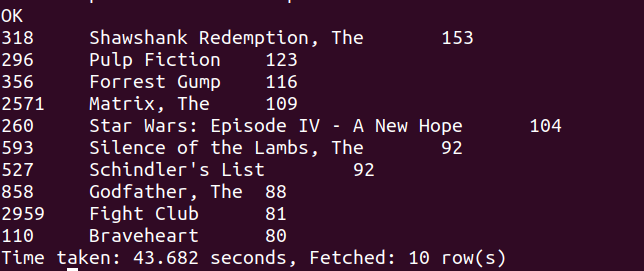 OK
318 Shawshank Redemption, The 153
296 Pulp Fiction 123
356 Forrest Gump 116
2571 Matrix, The 109
260 Star Wars: Episode IV - A New Hope 104
593 Silence of the Lambs, The 92
527 Schindler's List 92
858 Godfather, The 88
2959 Fight Club 81
110 Braveheart 80
Time taken: 43.682 seconds, Fetched: 10 row(s)